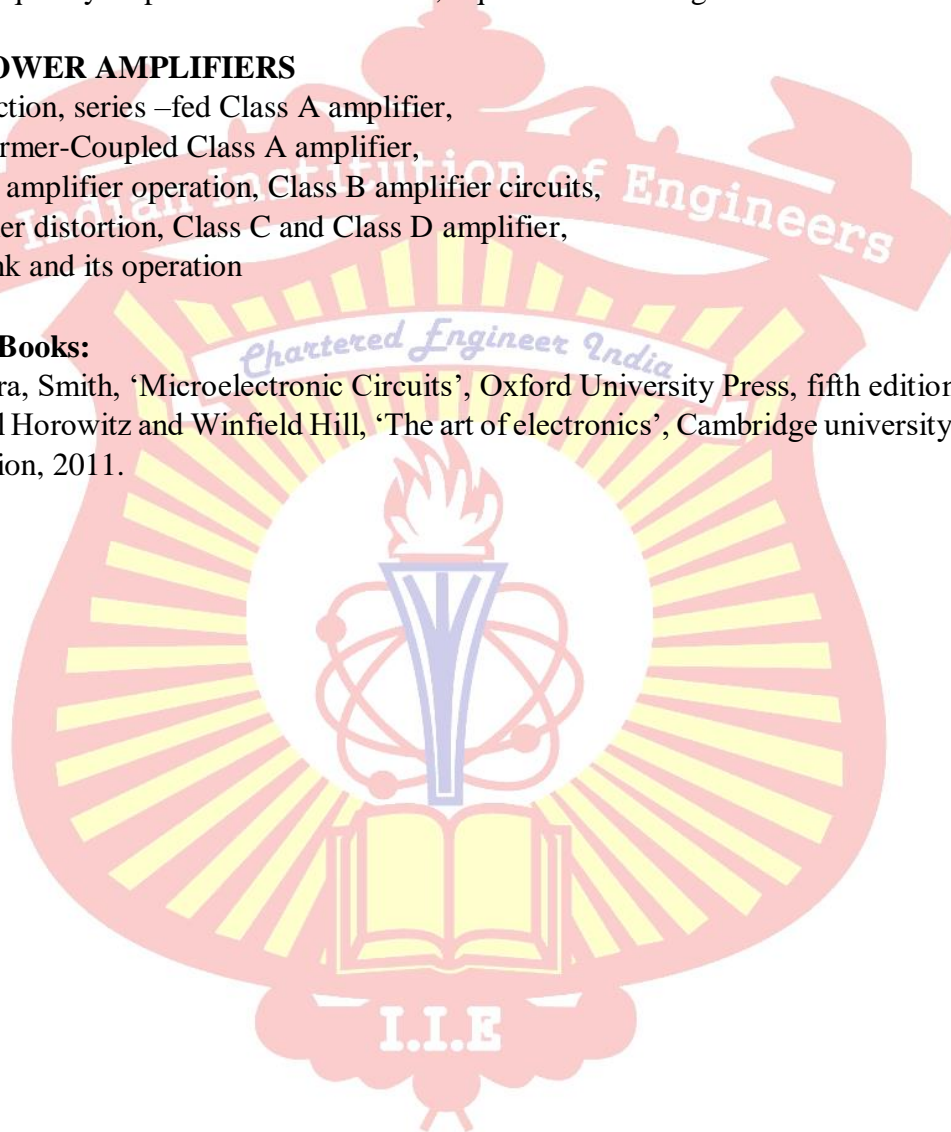 OWER AMPLIFIERS
ction, series –fed Class A amplifier,
rmer-Coupled Class A amplifier,
amplifier operation, Class B amplifier circuits,
er distortion, Class C and Class D amplifier,
nk and its operation
Books:
ra, Smith, ‘Microelectronic Circuits’, Oxford University Press, fifth edition
l Horowitz and Winfield Hill, ‘The art of electronics’, Cambridge university
ion, 2011.
Indian Institution of Engineers
Chartered Engineer India
I.I.E